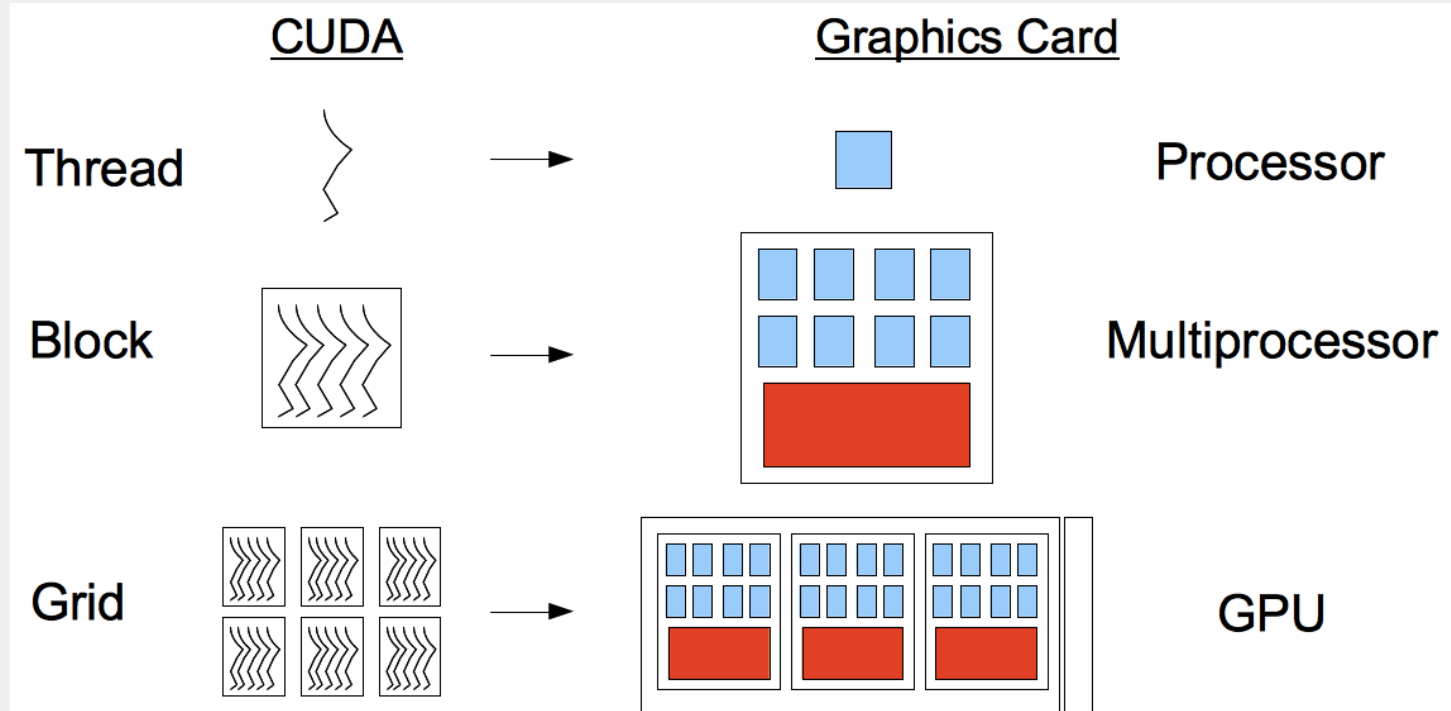 CUDA
Graphics Card
Thread
Processor
Block
Multiprocessor
Grid
GPU